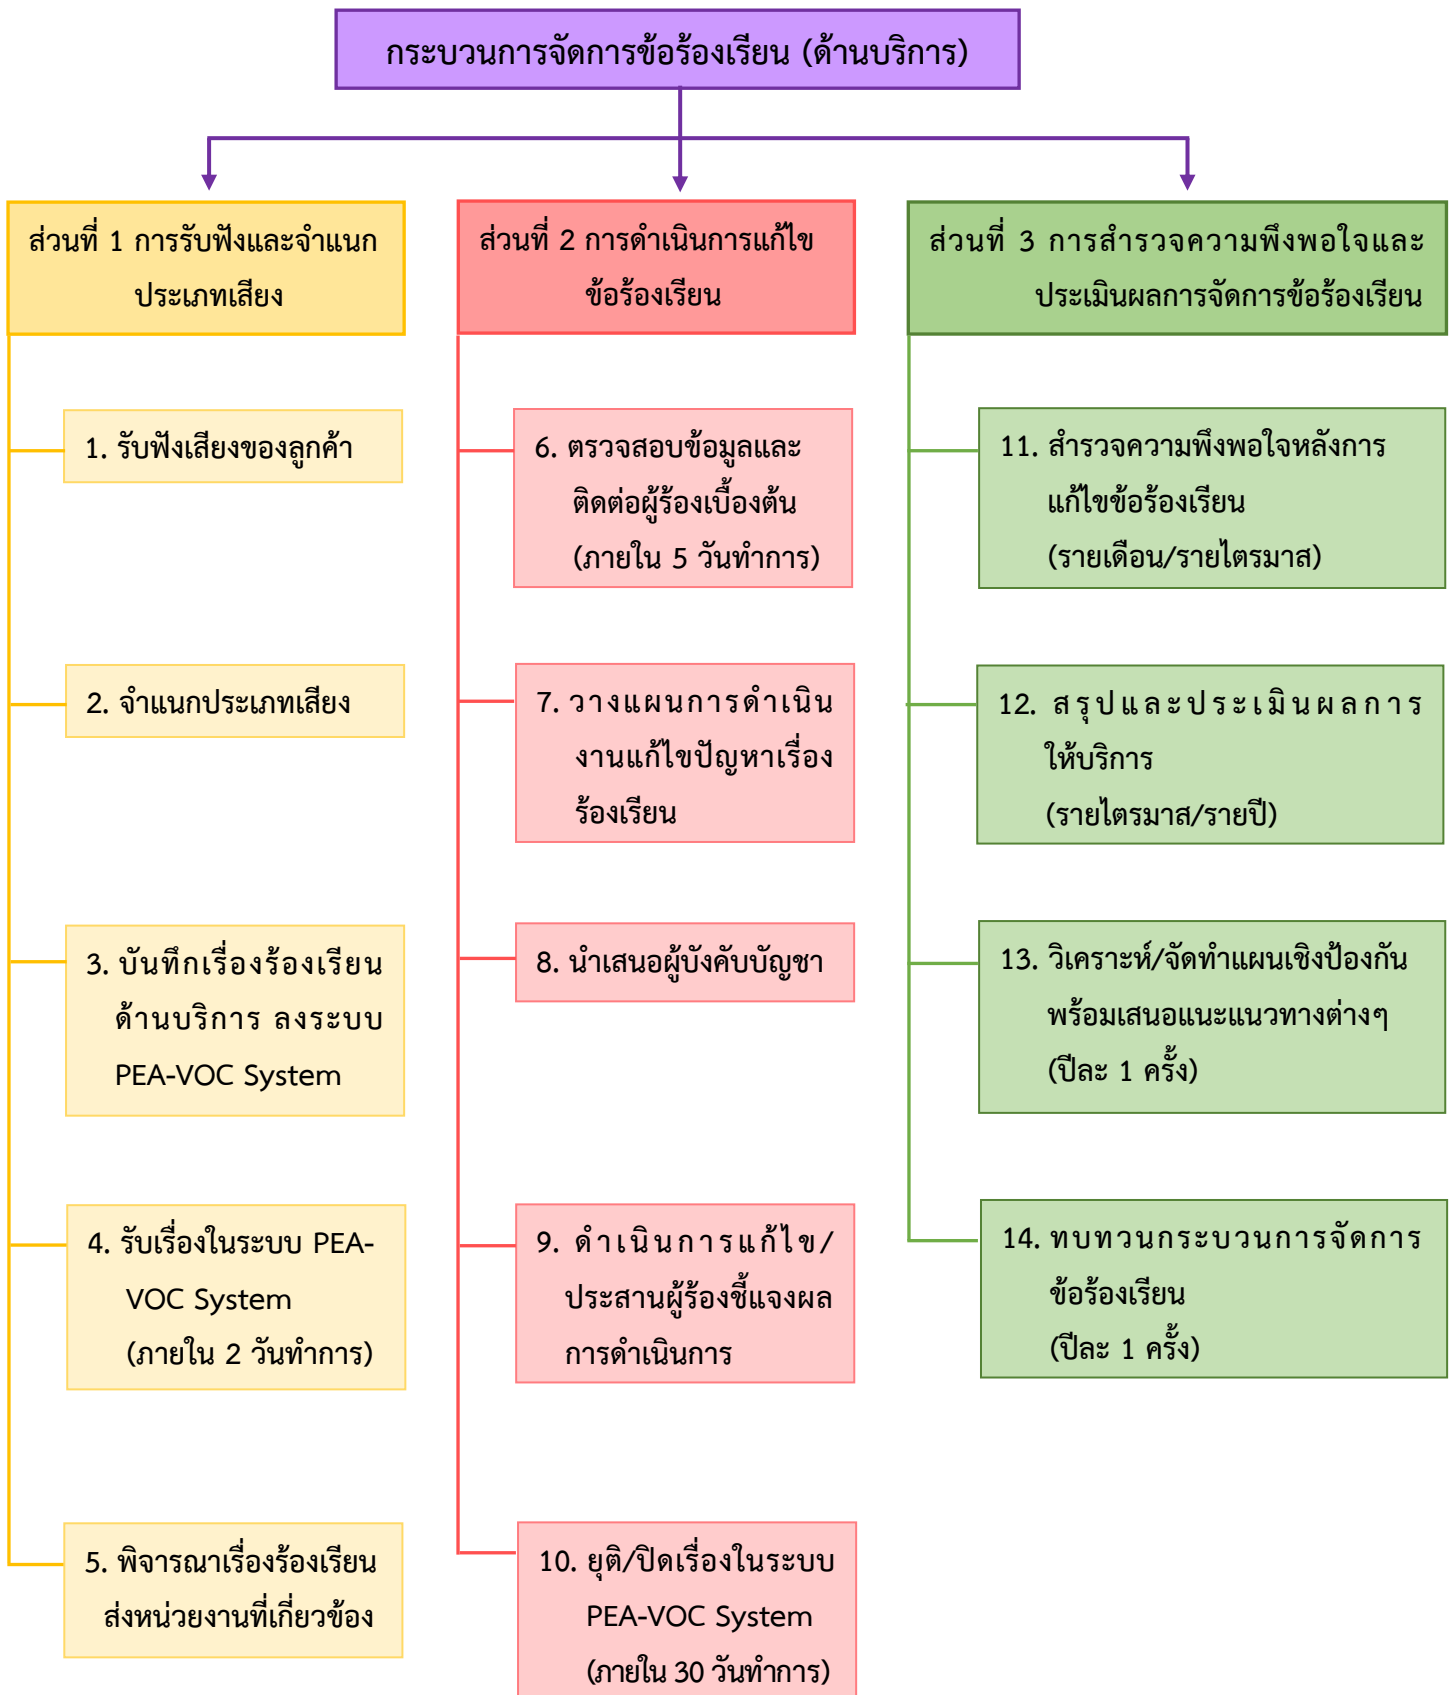 กระบวนการจัดการข้อร้องเรียน (ด้านบริการ)
ส่วนที่ 1 การรับฟังและจำแนก
ประเภทเสียง
1. รับฟังเสียงของลูกค้า
2. จำแนกประเภทเสียง
3. บันทึกเรื่องร้องเรียน
ด้านบริการ ลงระบบ
PEA-VOC System
4. รับเรื่องในระบบ PEA-
VOC System
(ภายใน 2 วันทำการ)
5. พิจารณาเรื่องร้องเรียน
ส่งหน่วยงานที่เกี่ยวข้อง
ส่วนที่ 2 การดำเนินการแก้ไข
ข้อร้องเรียน
6. ตรวจสอบข้อมูลและ
ติดต่อผู้ร้องเบื้องต้น
(ภายใน 5 วันทำการ)
7. วางแผนการดำเนิน
งานแก้ไขปัญหาเรื่อง
ร้องเรียน
8. นำเสนอผู้บังคับบัญชา
9. ดำเนินการแก้ไข/
ประสานผู้ร้องชี้แจงผล
การดำเนินการ
10. ยุติ/ปิดเรื่องในระบบ
PEA-VOC System
(ภายใน 30 วันทำการ)
ส่วนที่ 3 การสำรวจความพึงพอใจและ
ประเมินผลการจัดการข้อร้องเรียน
11. สำรวจความพึงพอใจหลังการ
แก้ไขข้อร้องเรียน
(รายเดือน/รายไตรมาส)
12. สรุปและประเมินผลการ
ให้บริการ
(รายไตรมาส/รายปี)
13. วิเคราะห์/จัดทำแผนเชิงป้องกัน
พร้อมเสนอแนะแนวทางต่างๆ
(ปีละ 1 ครั้ง)
14. ทบทวนกระบวนการจัดการ
ข้อร้องเรียน
(ปีละ 1 ครั้ง)